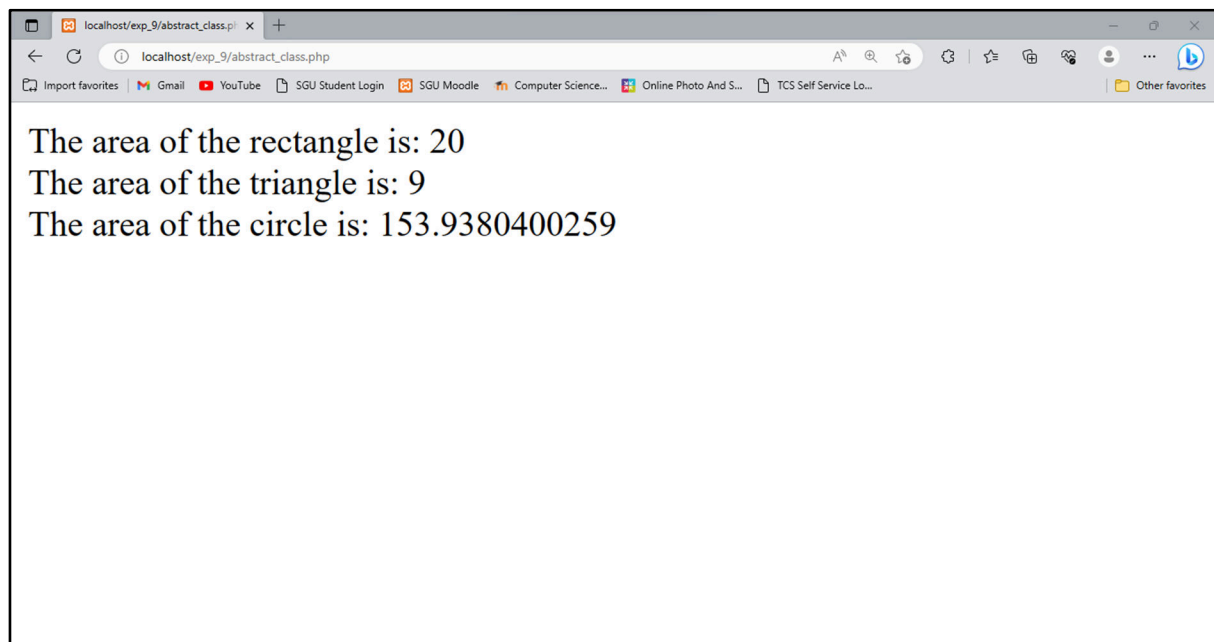 localhost/exp_9/abstract_class.ph
localhost/exp_9/abstract_class.php
Import favorites Gmail YouTube SGU Student Login SGU Moodle Computer Science... Online Photo And S... TCS Self Service Lo... Other favorites
The area of the rectangle is: 20
The area of the triangle is: 9
The area of the circle is: 153.9380400259